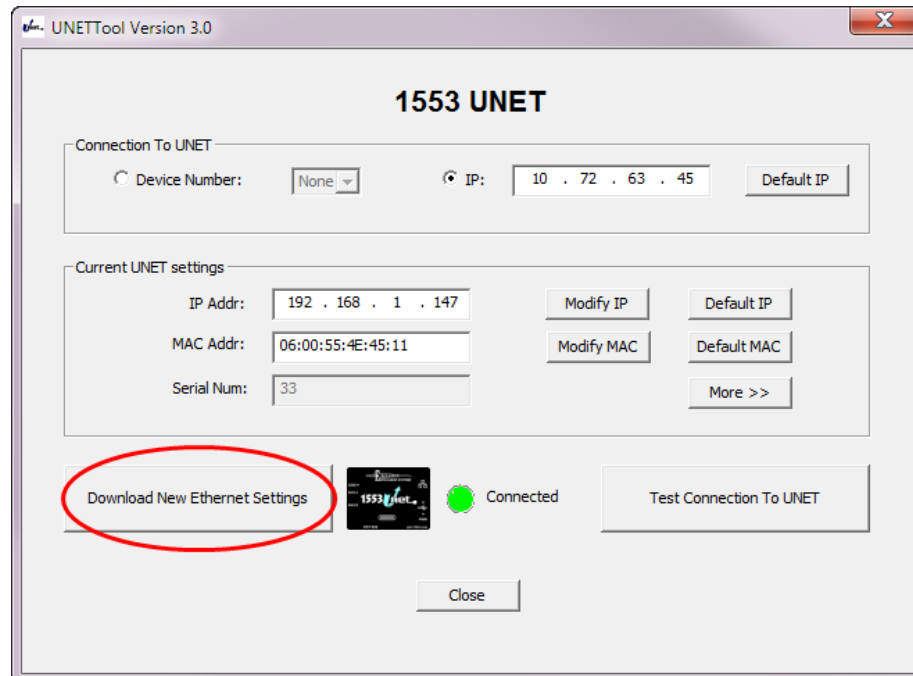 UNETTool Version 3.0
1553 UNET
Connection To UNET
Device Number: None IP: 10 . 72 . 63 . 45 Default IP
Current UNET settings
IP Addr: 192 . 168 . 1 . 147 Modify IP Default IP
MAC Addr: 06:00:55:4E:45:11 Modify MAC Default MAC
Serial Num: 33
More >>
Download New Ethernet Settings 1553 Unet Connected Test Connection To UNET
Close